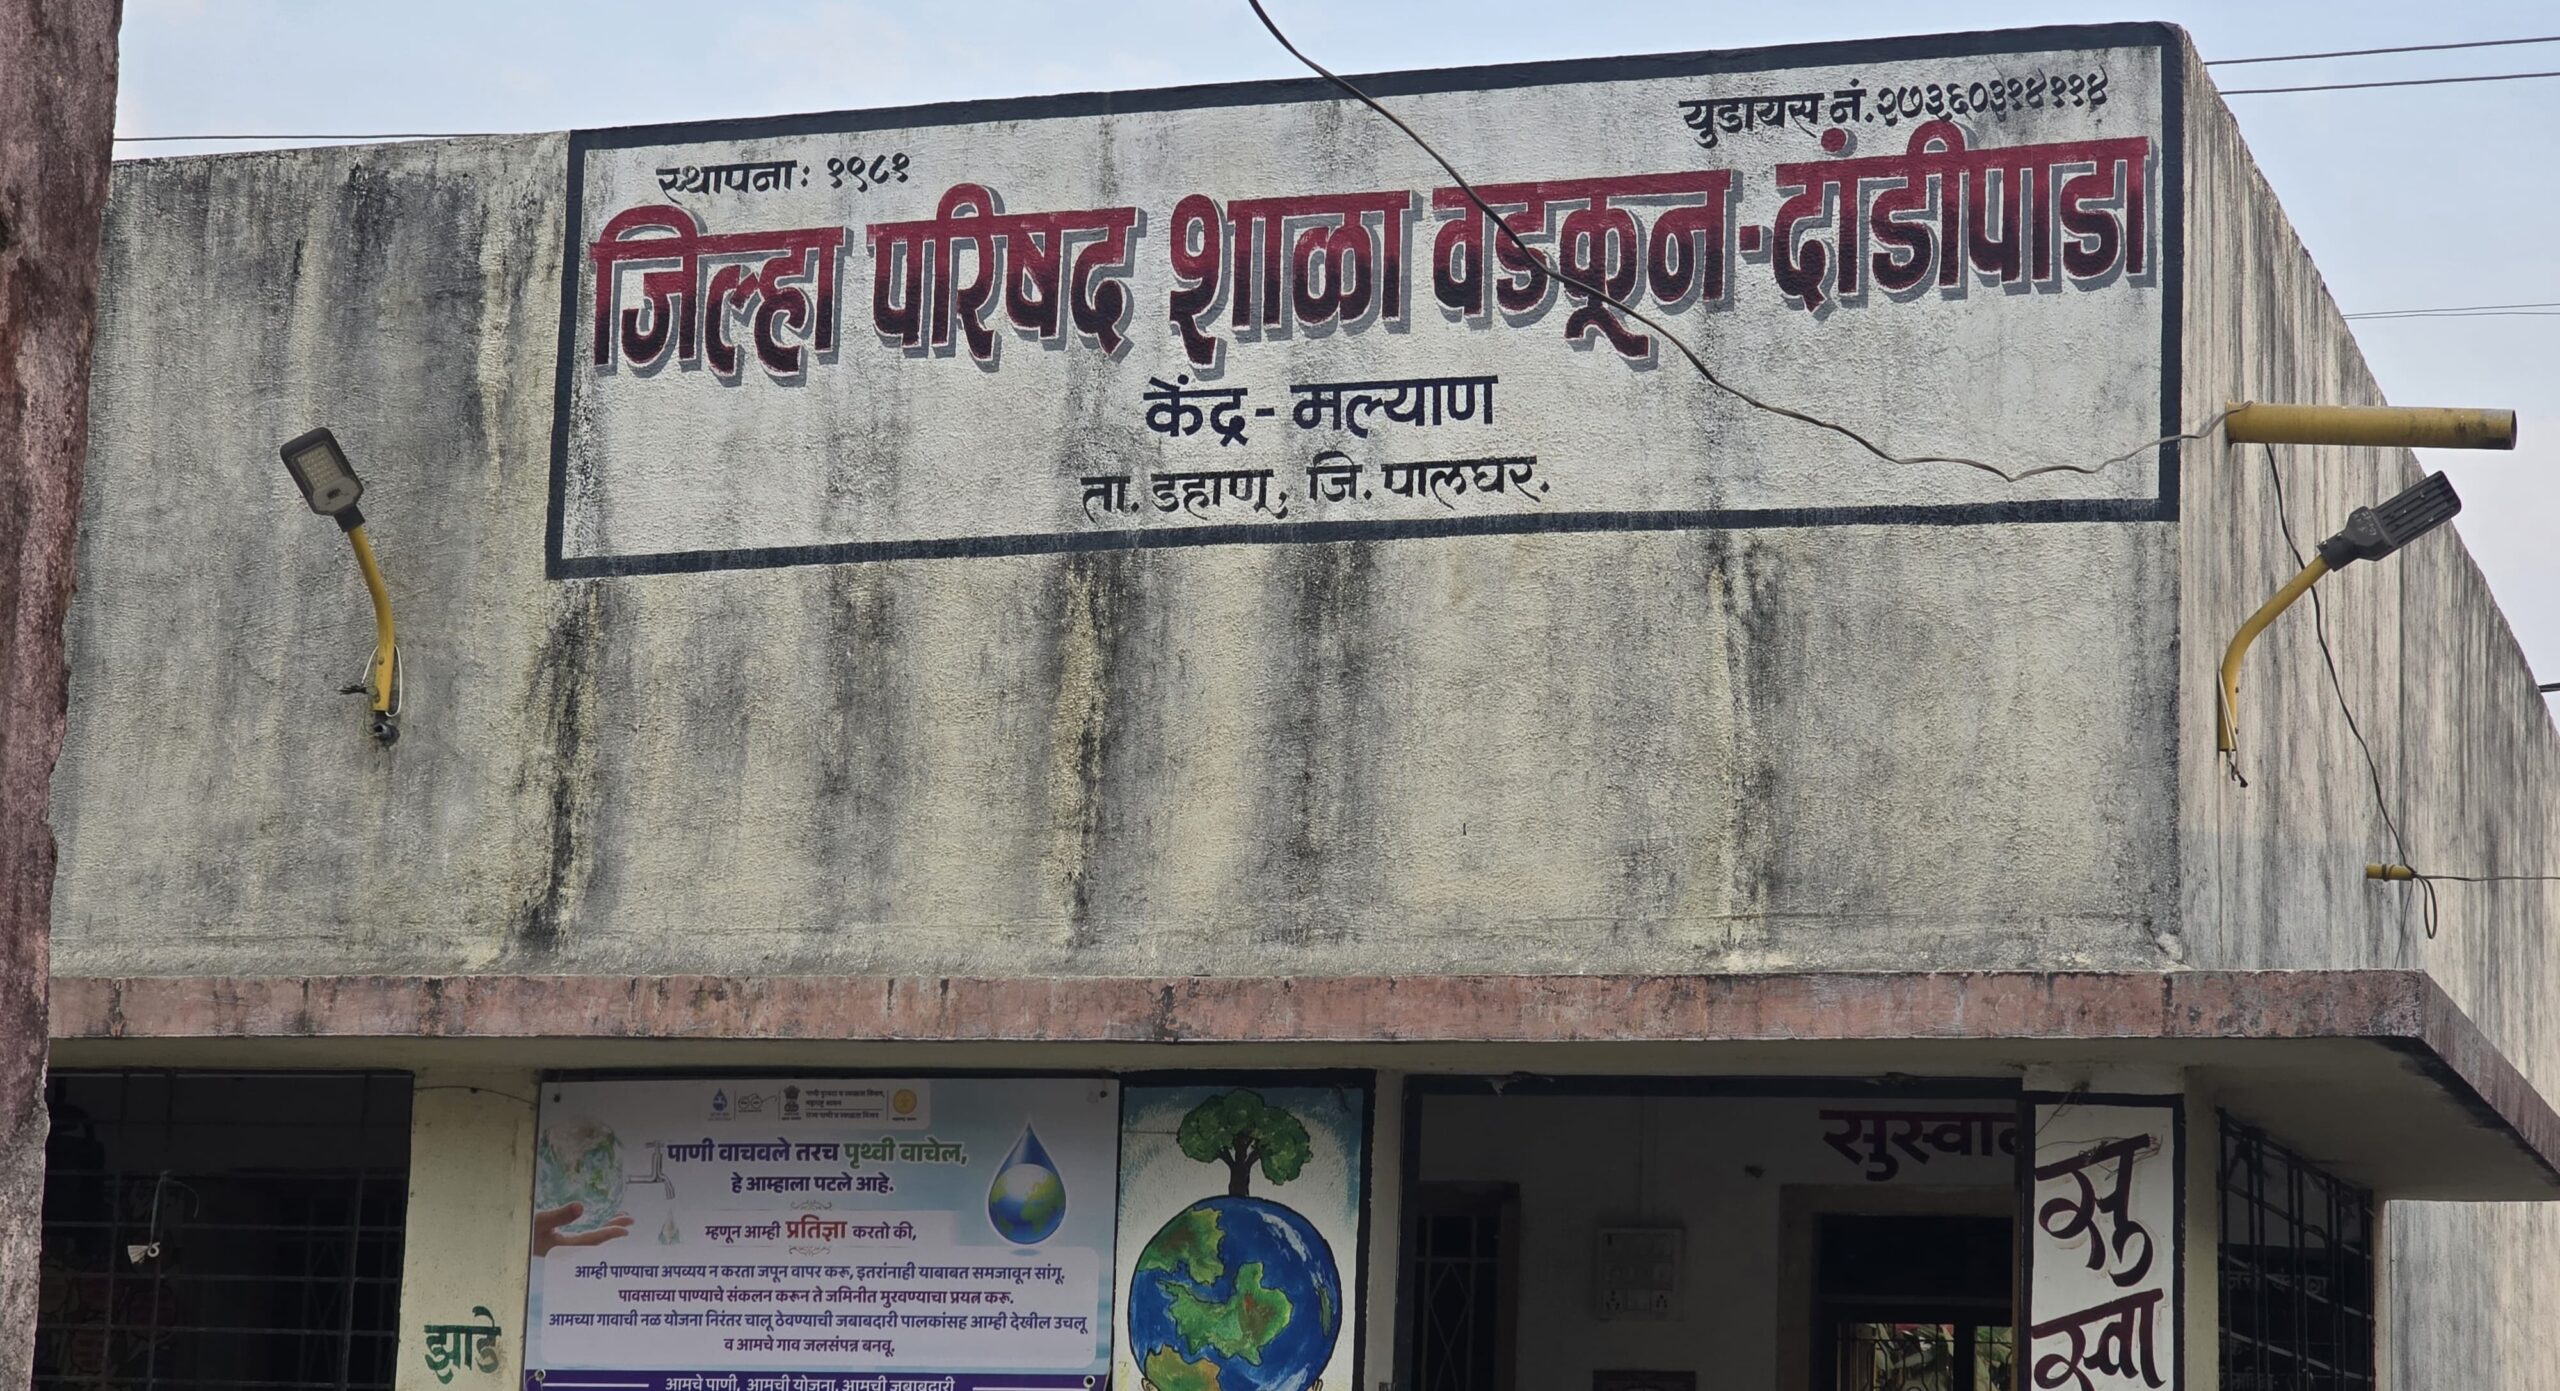 स्थापना: १९८१
युडायस नं.२७३६०३१४११४
जिल्हा परिषद शाळा वडकून-दांडीपाडा
केंद्र - मल्याण
ता. डहाणू, जि. पालघर.
पाणी वाचवले तरच पृथ्वी वाचेल,
हे आम्हाला पटले आहे.
म्हणून आम्ही प्रतिज्ञा करतो की,
आम्ही पाण्याचा अपव्यय न करता जपून वापर करू, इतरांनाही याबाबत समजावून सांगू.
पावसाच्या पाण्याचे संकलन करून ते जमिनीत मुरवण्याचा प्रयत्न करू.
आमच्या गावाची नळ योजना निरंतर चालू ठेवण्याची जबाबदारी पालकांसह आम्ही देखील उचलू
व आमचे गाव जलसंपन्न बनवू.
आमचे पाणी, आमची योजना, आमची जबाबदारी
झाडे
सुस्वा
सु
स्वा